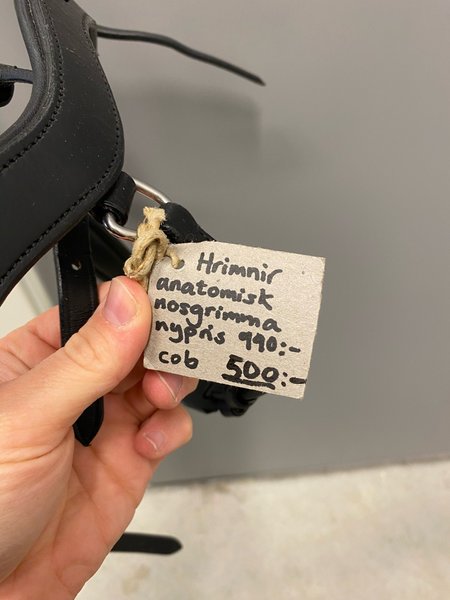 Hrimnir
anatomisk
nosgrimma
nypris 990:-
cob 500:-